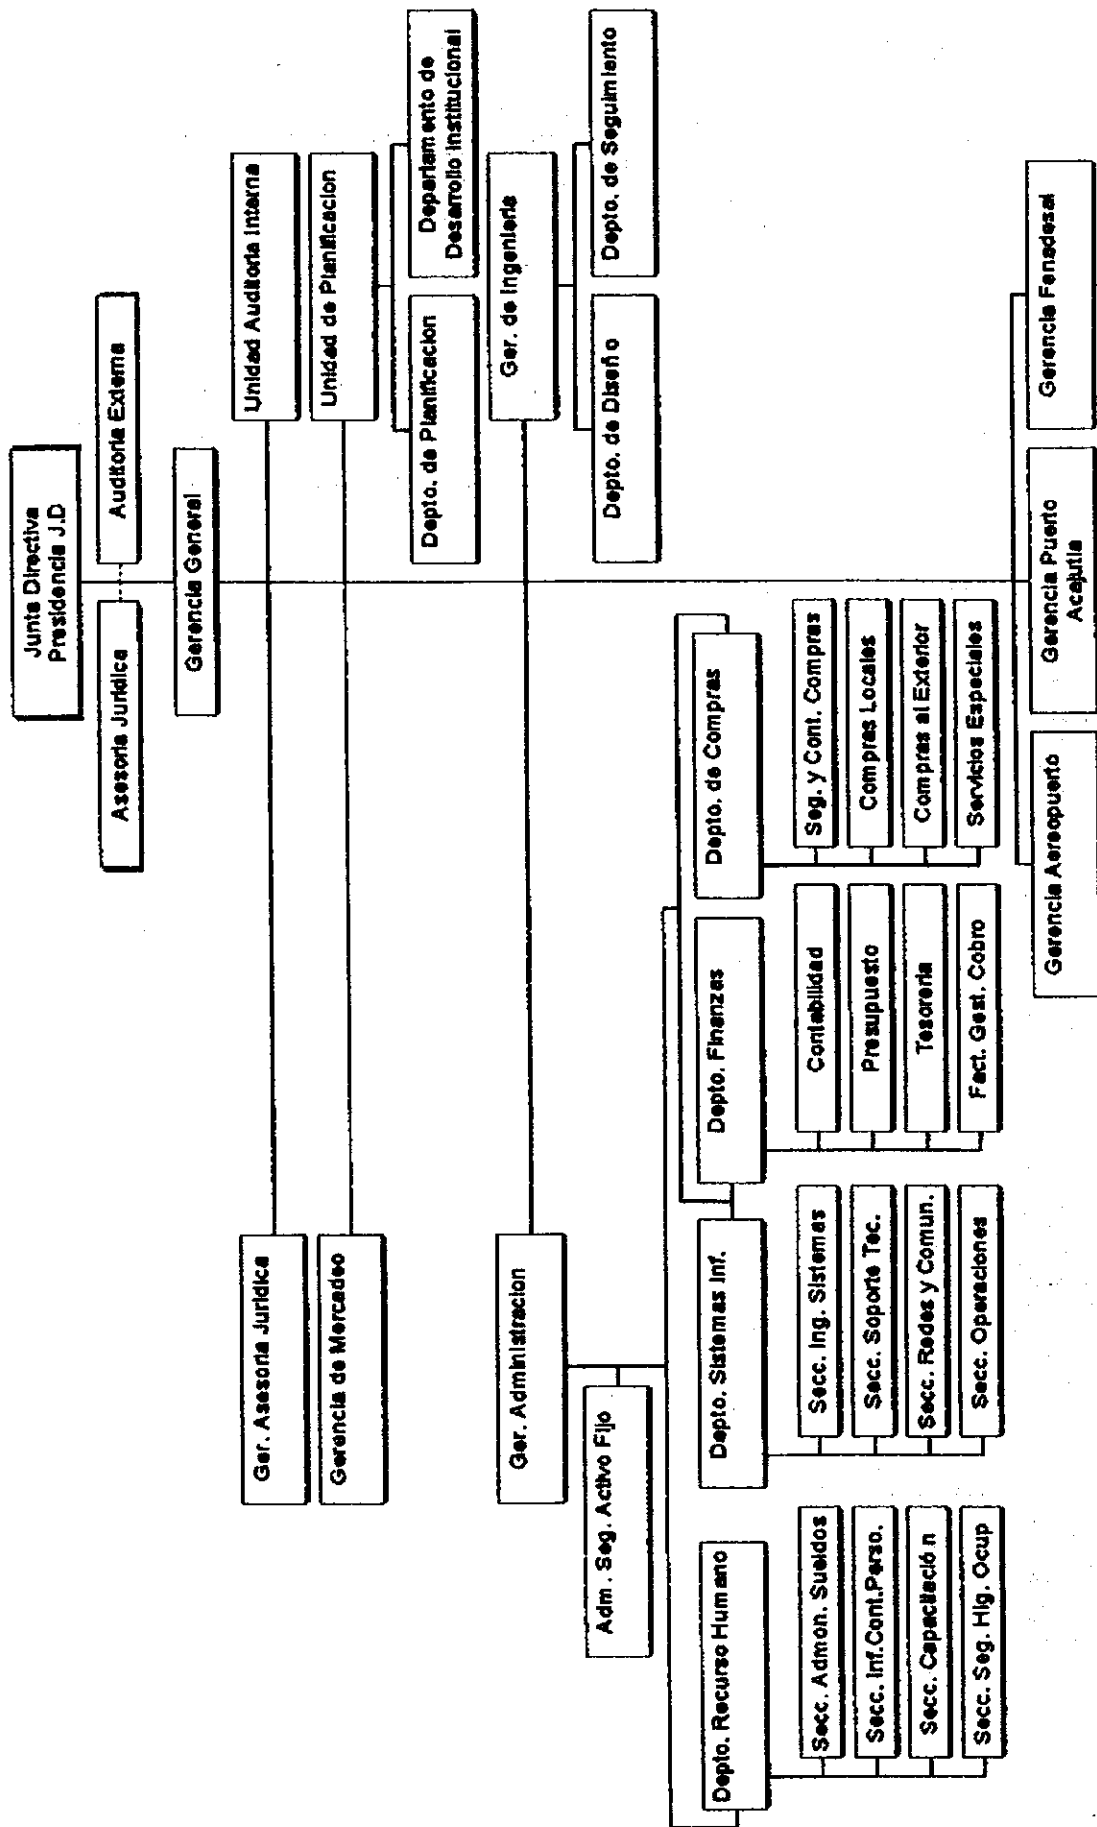 Junta Directiva
Presidencia J.D
Asesoria Juridica
Auditoria Externa
Gerencia General
Ger. Asesoria Juridica
Unidad Auditoria Interna
Gerencia de Mercadeo
Unidad de Planificacion
Depto. de Planificacion
Departamento de
Desarrollo Institucional
Ger. Administracion
Ger. de Ingenieria
Adm. Seg. Activo Fijo
Depto. de Diseño
Depto. de Seguimiento
Depto. Recurso Humano
Depto. Sistemas Inf.
Depto. Finanzas
Depto. de Compras
Secc. Admon. Sueldos
Secc. Inf.Cont.Perso.
Secc. Capacitación
Secc. Seg. Hig. Ocup
Secc. Ing. Sistemas
Secc. Soporte Tec.
Secc. Redes y Comun.
Secc. Operaciones
Contabilidad
Presupuesto
Tesoreria
Fact. Gest. Cobro
Seg. y Cont. Compras
Compras Locales
Compras al Exterior
Servicios Especiales
Gerencia Aereopuerto
Gerencia Puerto
Acajutla
Gerencia Fenadesal